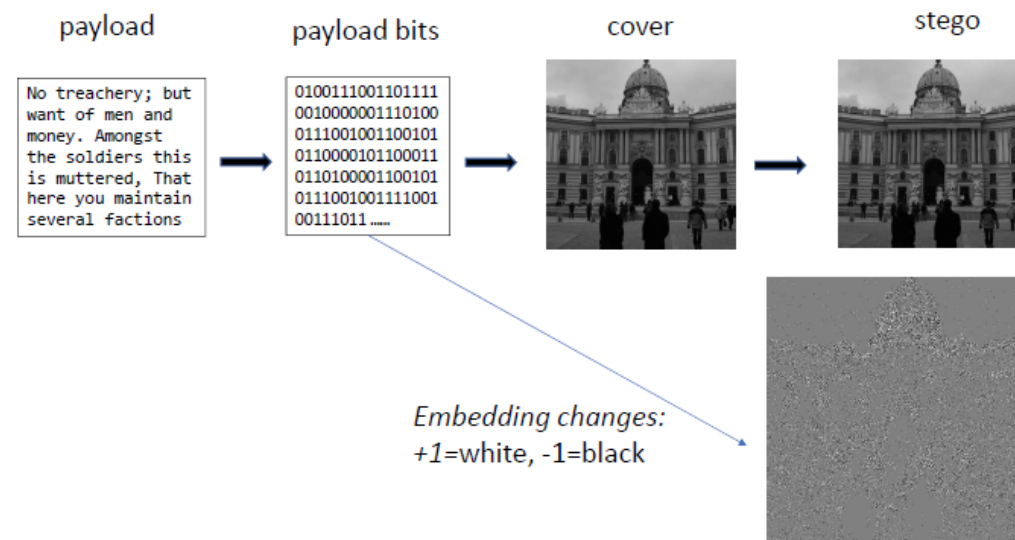 payload
payload bits
cover
stego
No treachery; but
want of men and
money. Amongst
the soldiers this
is muttered, That
here you maintain
several factions
0100111001101111
0010000001110100
0111001001100101
0110000101100011
0110100001100101
0111001001111001
00111011 ......
Embedding changes:
+1=white, -1=black